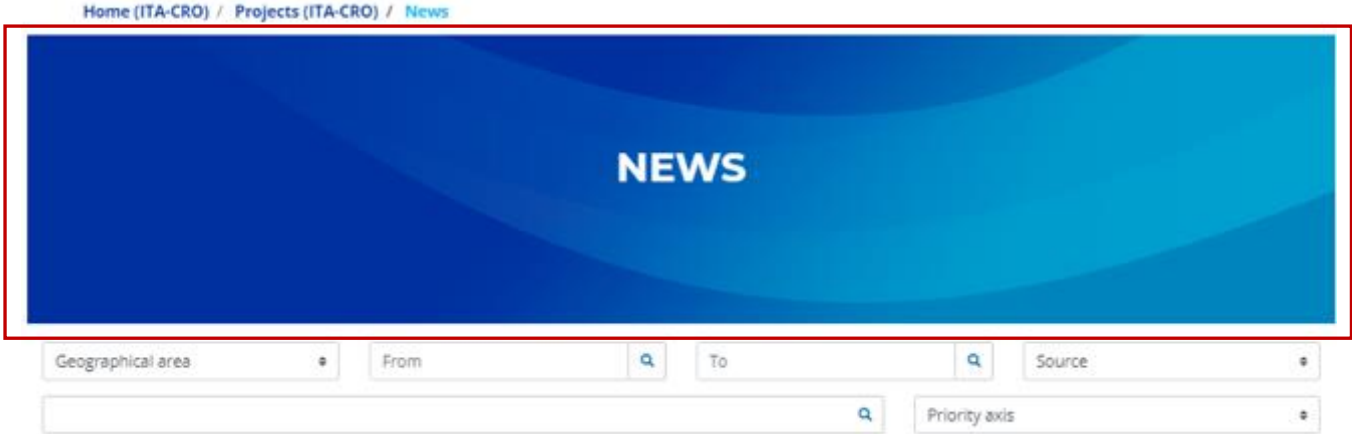 Home (ITA-CRO) / Projects (ITA-CRO) / News
NEWS
Geographical area From To Source
Priority axis